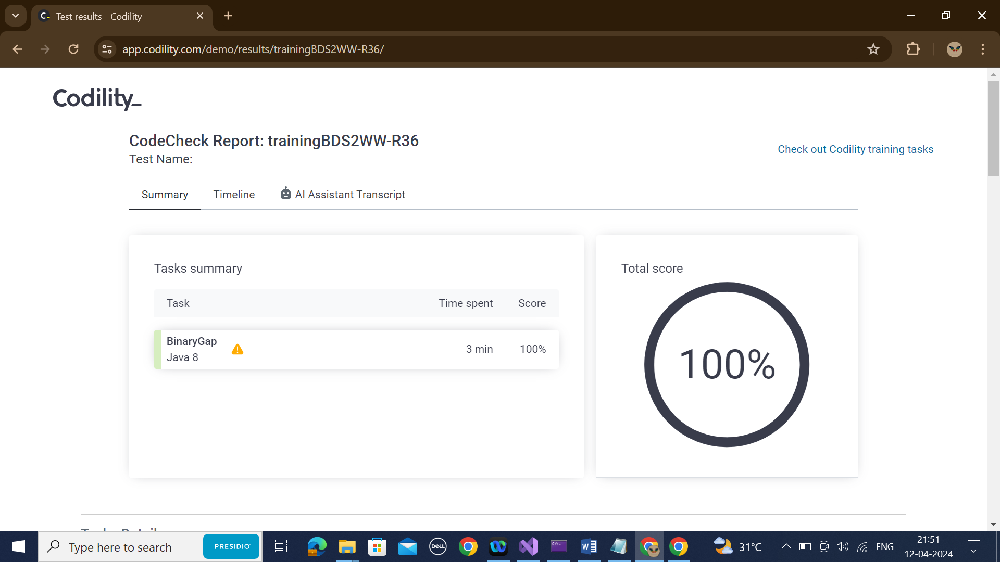 Test results - Codility
app.codility.com/demo/results/trainingBDS2WW-R36/
Codility_
CodeCheck Report: trainingBDS2WW-R36
Test Name:
Check out Codility training tasks
Summary
Timeline
AI Assistant Transcript
Tasks summary
Task
Time spent
Score
BinaryGap
Java 8
3 min
100%
Total score
100%
Type here to search
PRESIDIO
DELL
31°C
ENG
21:51
12-04-2024